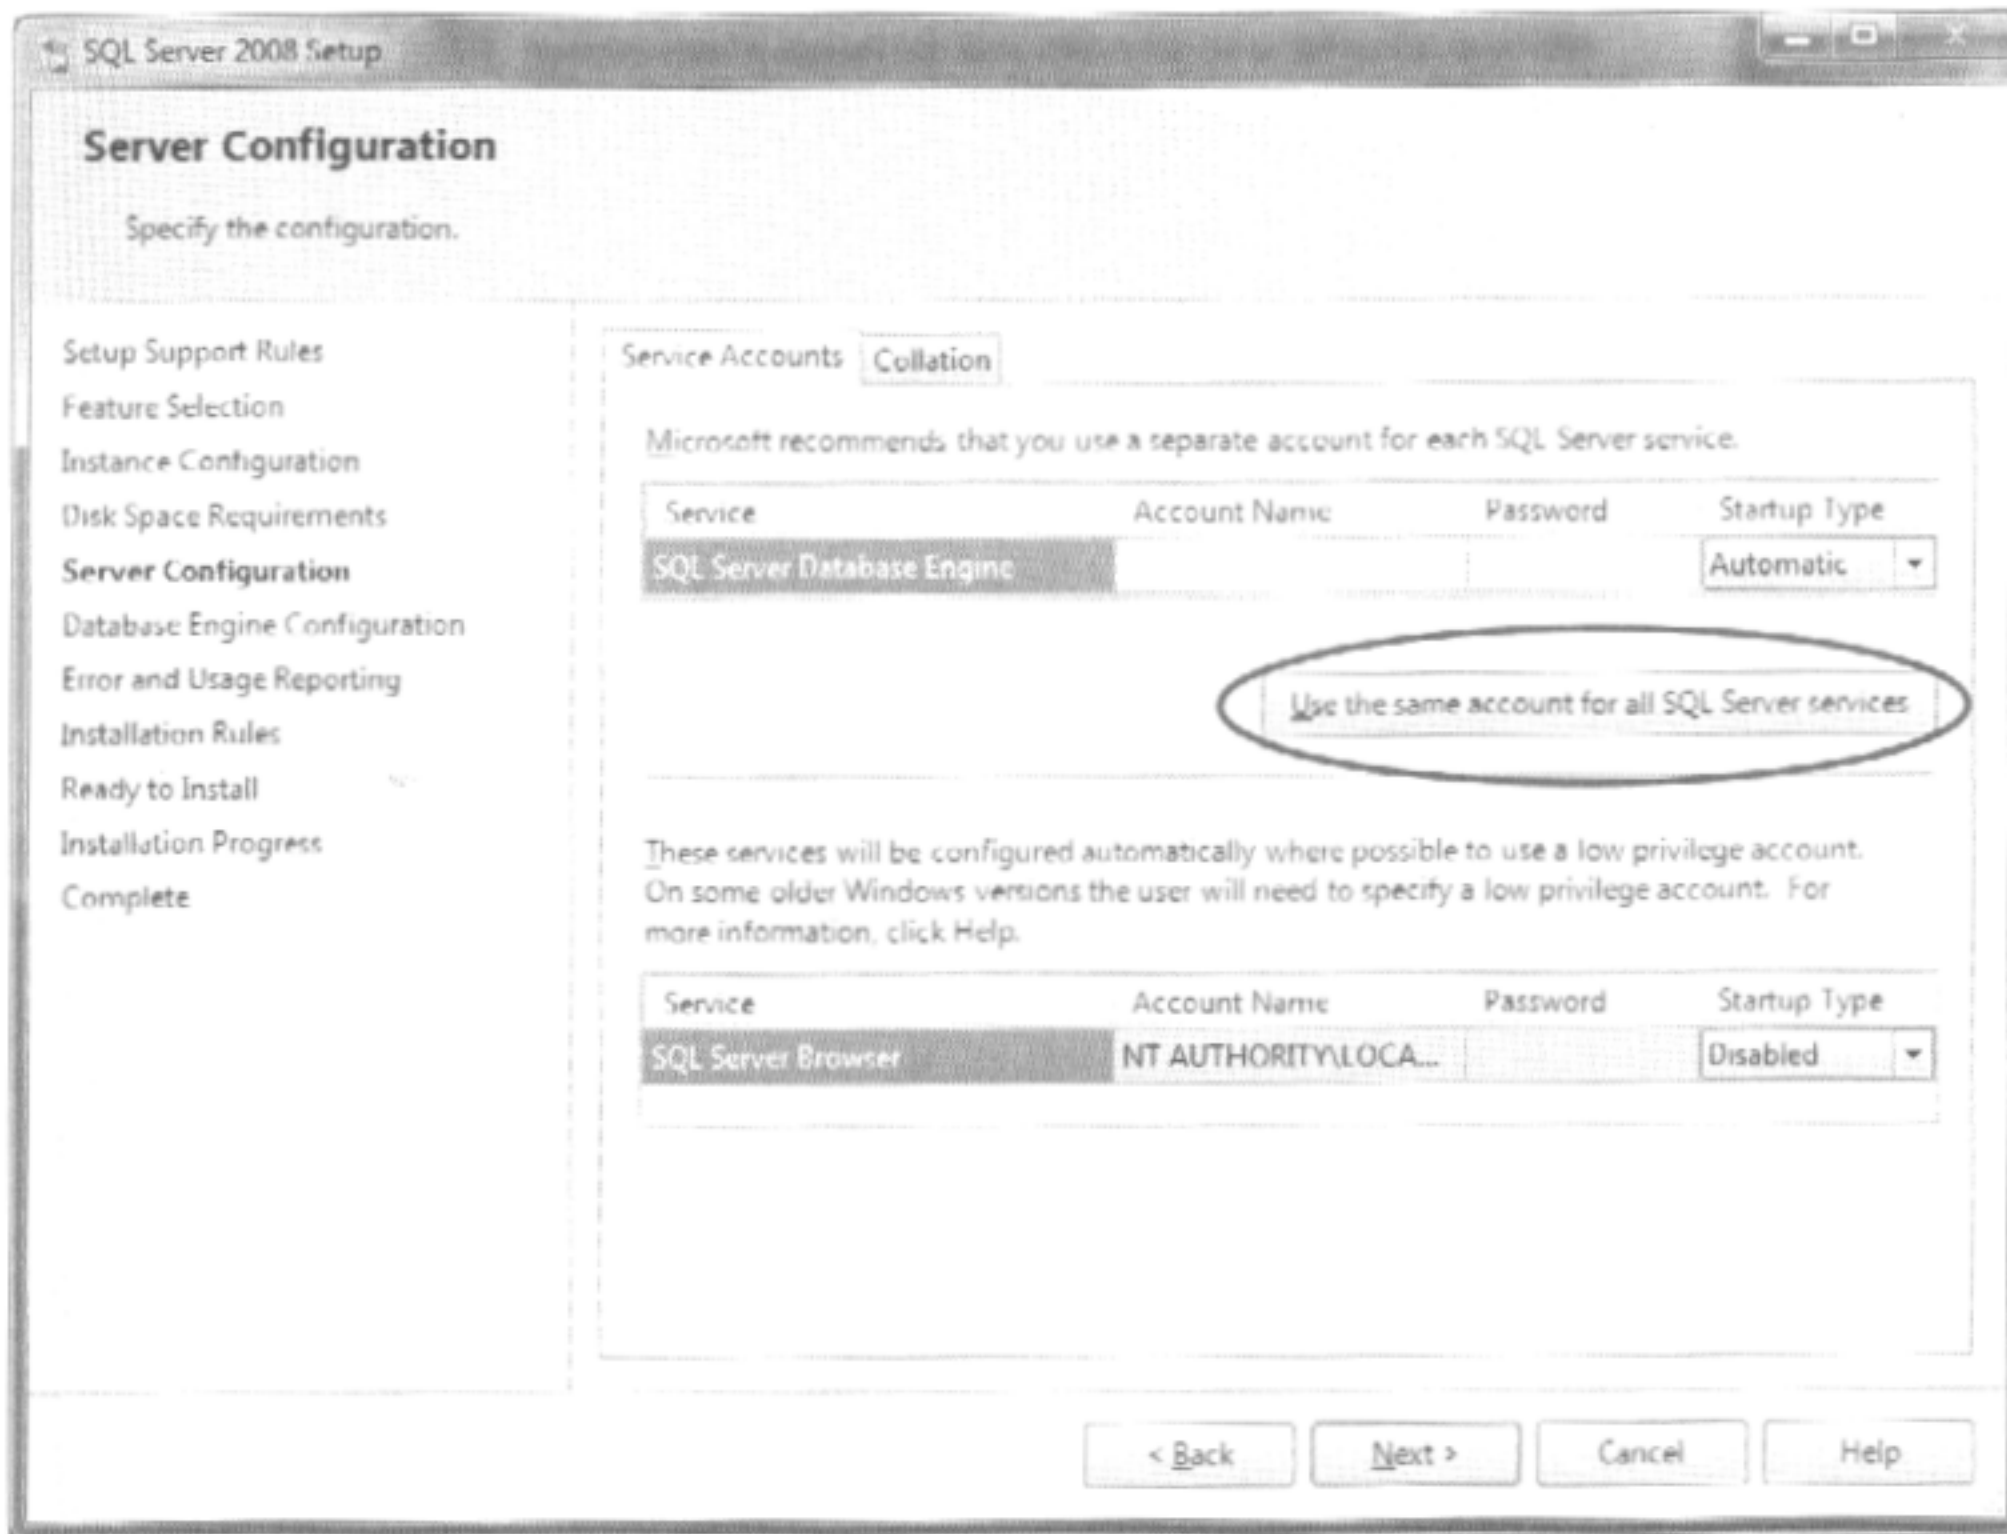 SQL Server 2008 Setup
Server Configuration
Specify the configuration.
Setup Support Rules
Feature Selection
Instance Configuration
Disk Space Requirements
Server Configuration
Database Engine Configuration
Error and Usage Reporting
Installation Rules
Ready to Install
Installation Progress
Complete
Service Accounts Collation
Microsoft recommends that you use a separate account for each SQL Server service.
Service Account Name Password Startup Type
SQL Server Database Engine Automatic
Use the same account for all SQL Server services
These services will be configured automatically where possible to use a low privilege account.
On some older Windows versions the user will need to specify a low privilege account. For
more information, click Help.
Service Account Name Password Startup Type
SQL Server Browser NT AUTHORITY\LOCA... Disabled
< Back Next > Cancel Help